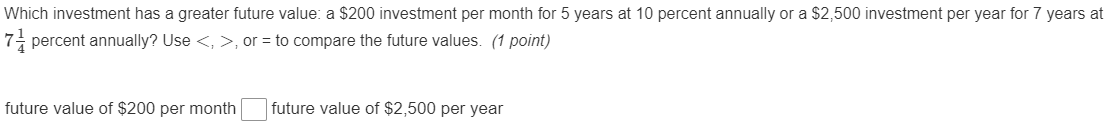 Which investment has a greater future value: a $200 investment per month for 5 years at 10 percent annually or a $2,500 investment per year for 7 years at
7 1/4 percent annually? Use <, >, or = to compare the future values. (1 point)
future value of $200 per month future value of $2,500 per year